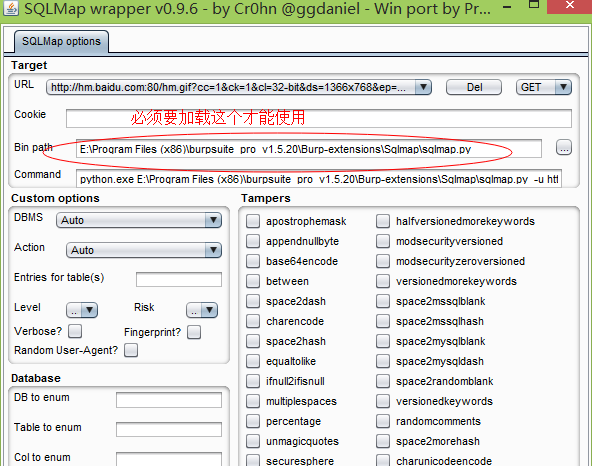 SQLMap wrapper v0.9.6 - by Cr0hn @ggdaniel - Win port by Pr...
SQLMap options
Target
URL http://hm.baidu.com:80/hm.gif?cc=1&ck=1&cl=32-bit&ds=1366x768&ep=... Del GET
Cookie 必须要加载这个才能使用
Bin path E:\Program Files (x86)\burpsuite_pro_v1.5.20\Burp-extensions\Sqlmap\sqlmap.py ...
Command python.exe E:\Program Files (x86)\burpsuite_pro_v1.5.20\Burp-extensions\Sqlmap\sqlmap.py -u htt
Custom options
DBMS Auto
Action Auto
Entries for table(s)
Level .. Risk ..
Verbose? Fingerprint?
Random User-Agent?
Database
DB to enum
Table to enum
Col to enum
Tampers
apostrophemask halfversionedmorekeywords
appendnullbyte modsecurityversioned
base64encode modsecurityzeroversioned
between versionedmorekeywords
space2dash space2mssqlblank
charencode space2mssqlhash
space2hash space2mysqlblank
equaltolike space2mysqldash
ifnull2ifisnull space2randomblank
multiplespaces versionedkeywords
percentage randomcomments
unmagicquotes space2morehash
securesphere charunicodeencode